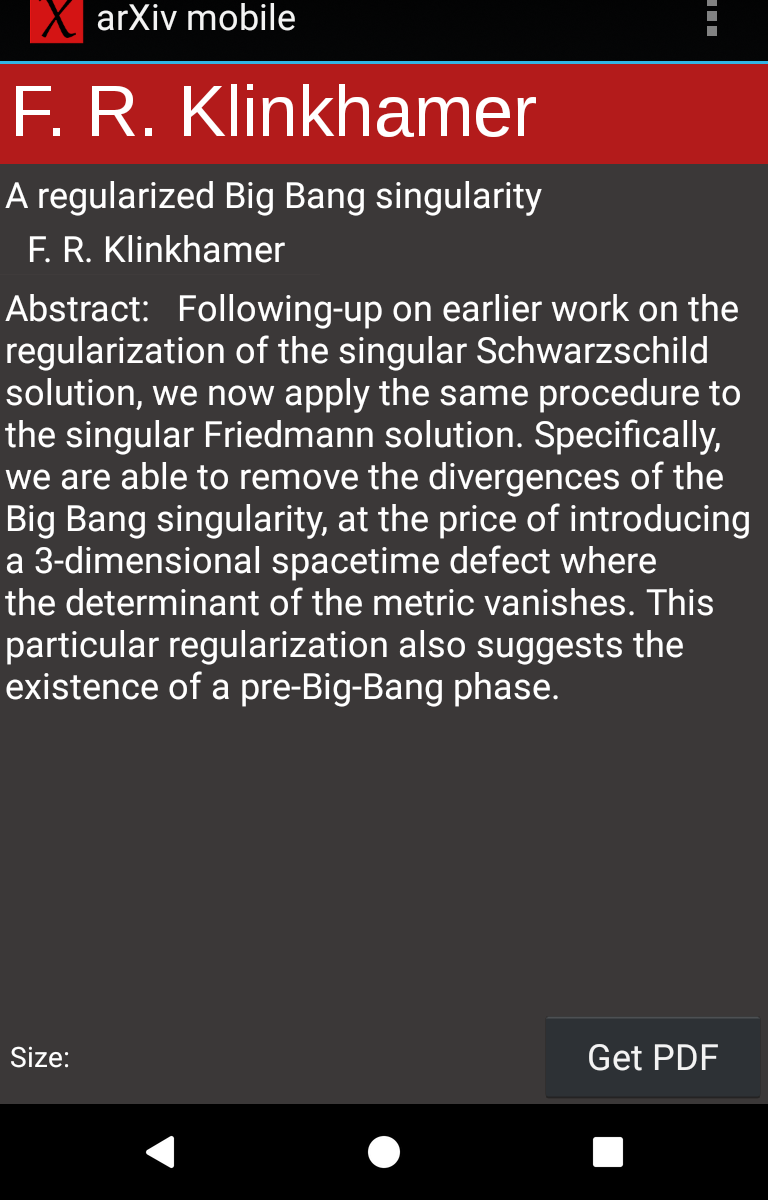 arXiv mobile
F. R. Klinkhamer
A regularized Big Bang singularity
F. R. Klinkhamer
Abstract: Following-up on earlier work on the
regularization of the singular Schwarzschild
solution, we now apply the same procedure to
the singular Friedmann solution. Specifically,
we are able to remove the divergences of the
Big Bang singularity, at the price of introducing
a 3-dimensional spacetime defect where
the determinant of the metric vanishes. This
particular regularization also suggests the
existence of a pre-Big-Bang phase.
Size:
Get PDF